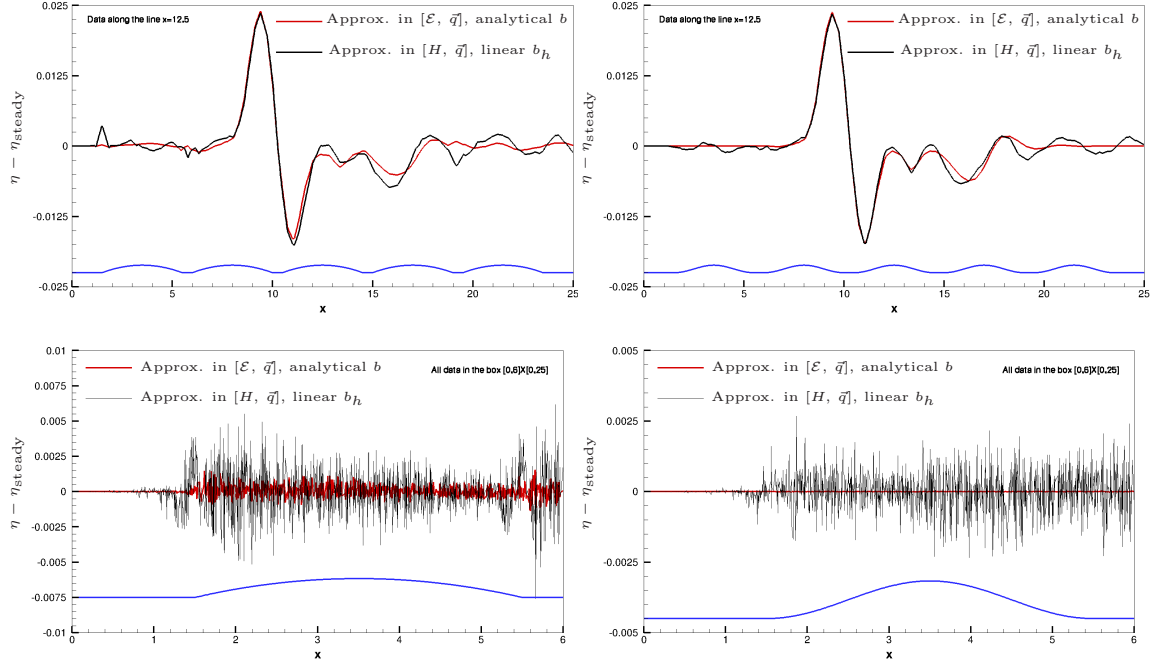 Data along the line x=12.5
Approx. in [ℰ, q⃗], analytical b
Approx. in [H, q⃗], linear b_h
0.025
0.0125
0
-0.0125
-0.025
η − η_steady
0 5 10 15 20 25
x
Data along the line x=12.5
Approx. in [ℰ, q⃗], analytical b
Approx. in [H, q⃗], linear b_h
0.025
0.0125
0
-0.0125
-0.025
η − η_steady
0 5 10 15 20 25
x
Approx. in [ℰ, q⃗], analytical b
All data in the box [0,6]X[0,25]
Approx. in [H, q⃗], linear b_h
0.01
0.0075
0.005
0.0025
0
-0.0025
-0.005
-0.0075
-0.01
η − η_steady
0 1 2 3 4 5 6
x
Approx. in [ℰ, q⃗], analytical b
All data in the box [0,6]X[0,25]
Approx. in [H, q⃗], linear b_h
0.005
0.0025
0
-0.0025
-0.005
η − η_steady
0 1 2 3 4 5 6
x